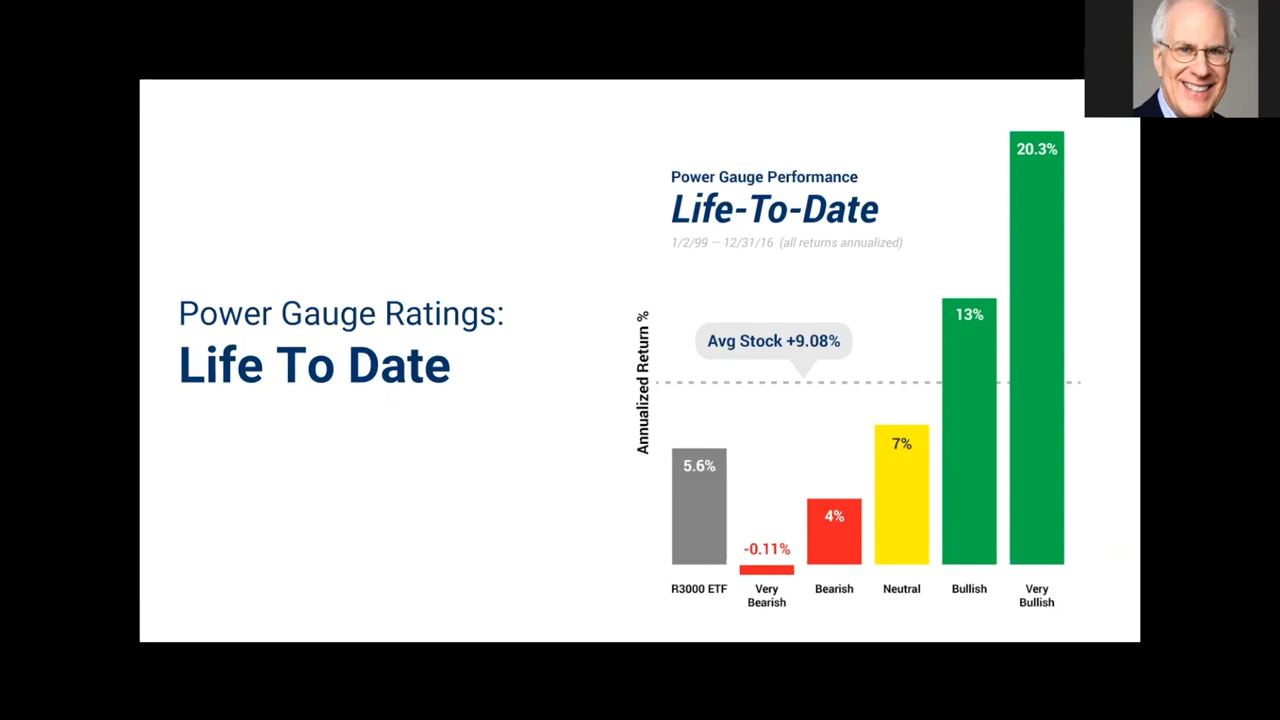 Power Gauge Ratings:
Life To Date
Power Gauge Performance
Life-To-Date
1/2/99 – 12/31/16 (all returns annualized)
Annualized Return %
Avg Stock +9.08%
5.6%
-0.11%
4%
7%
13%
20.3%
R3000 ETF
Very
Bearish
Bearish
Neutral
Bullish
Very
Bullish